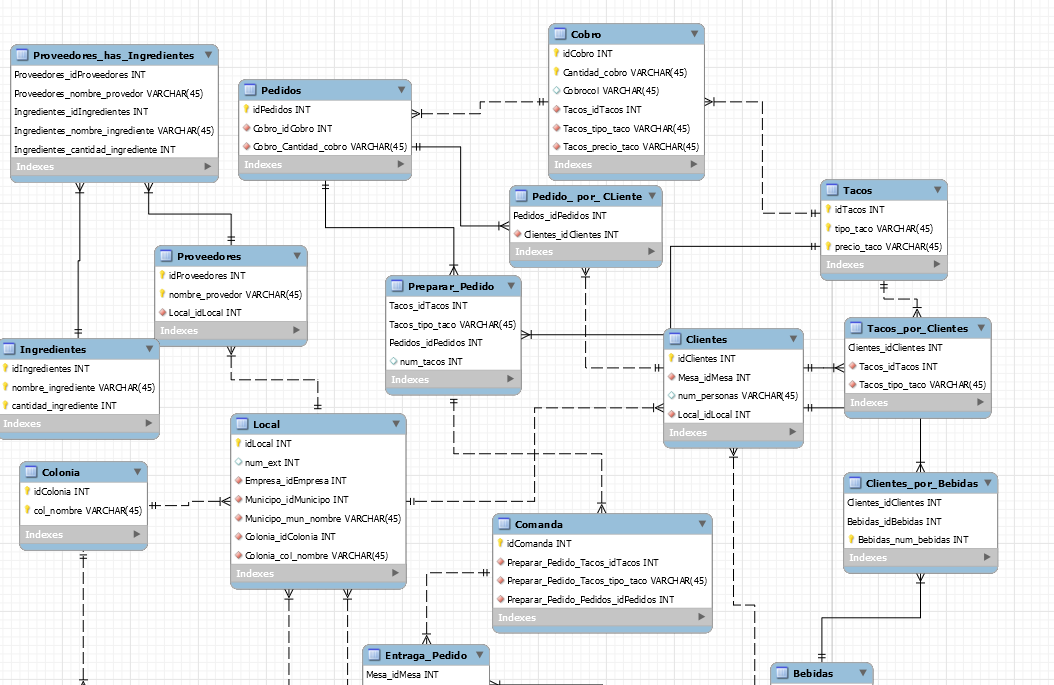 Proveedores_has_Ingredientes
Proveedores_idProveedores INT
Proveedores_nombre_provedor VARCHAR(45)
Ingredientes_idIngredientes INT
Ingredientes_nombre_ingrediente VARCHAR(45)
Ingredientes_cantidad_ingrediente INT
Indexes
Pedidos
idPedidos INT
Cobro_idCobro INT
Cobro_Cantidad_cobro VARCHAR(45)
Indexes
Cobro
idCobro INT
Cantidad_cobro VARCHAR(45)
Cobrocol VARCHAR(45)
Tacos_idTacos INT
Tacos_tipo_taco VARCHAR(45)
Tacos_precio_taco VARCHAR(45)
Indexes
Pedido_ por_ CLiente
Pedidos_idPedidos INT
Clientes_idClientes INT
Indexes
Tacos
idTacos INT
tipo_taco VARCHAR(45)
precio_taco VARCHAR(45)
Indexes
Proveedores
idProveedores INT
nombre_provedor VARCHAR(45)
Local_idLocal INT
Indexes
Preparar_Pedido
Tacos_idTacos INT
Tacos_tipo_taco VARCHAR(45)
Pedidos_idPedidos INT
num_tacos INT
Indexes
Ingredientes
idIngredientes INT
nombre_ingrediente VARCHAR(45)
cantidad_ingrediente INT
Indexes
Clientes
idClientes INT
Mesa_idMesa INT
num_personas VARCHAR(45)
Local_idLocal INT
Indexes
Tacos_por_Clientes
Clientes_idClientes INT
Tacos_idTacos INT
Tacos_tipo_taco VARCHAR(45)
Indexes
Local
idLocal INT
num_ext INT
Empresa_idEmpresa INT
Municipo_idMunicipo INT
Municipo_mun_nombre VARCHAR(45)
Colonia_idColonia INT
Colonia_col_nombre VARCHAR(45)
Indexes
Colonia
idColonia INT
col_nombre VARCHAR(45)
Indexes
Comanda
idComanda INT
Preparar_Pedido_Tacos_idTacos INT
Preparar_Pedido_Tacos_tipo_taco VARCHAR(45)
Preparar_Pedido_Pedidos_idPedidos INT
Indexes
Clientes_por_Bebidas
Clientes_idClientes INT
Bebidas_idBebidas INT
Bebidas_num_bebidas INT
Indexes
Entraga_Pedido
Mesa_idMesa INT
Bebidas